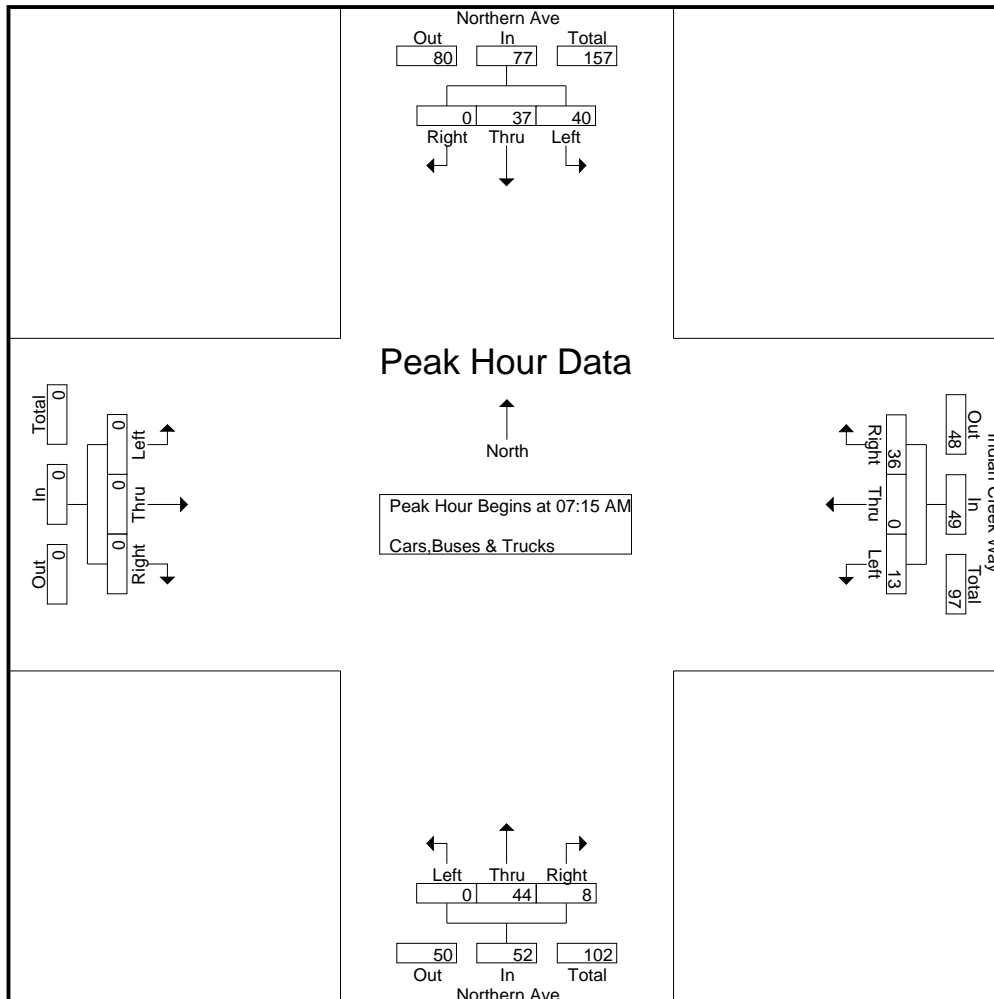 Northern Ave
Out In Total
80 77 157
0 37 40
Right Thru Left
Peak Hour Data
North
Peak Hour Begins at 07:15 AM
Cars,Buses & Trucks
Total In Out
0 0 0
0 0 0
Left Thru Right
Right Thru Left
36 0 13
48 49 97
Out In Total
Indian Creek Way
Left Thru Right
0 44 8
50 52 102
Out In Total
Northern Ave